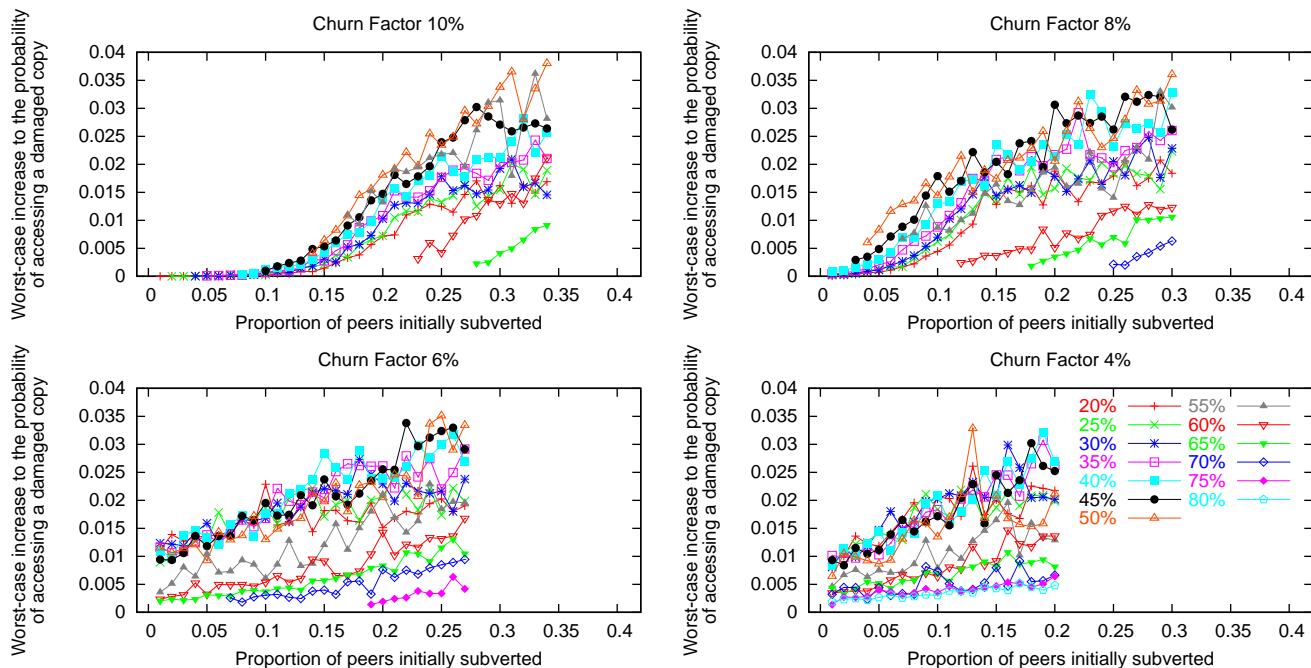 Churn Factor 10%
Worst-case increase to the probability
of accessing a damaged copy
0.04
0.035
0.03
0.025
0.02
0.015
0.01
0.005
0
0 0.05 0.1 0.15 0.2 0.25 0.3 0.35 0.4
Proportion of peers initially subverted
Churn Factor 8%
Worst-case increase to the probability
of accessing a damaged copy
0.04
0.035
0.03
0.025
0.02
0.015
0.01
0.005
0
0 0.05 0.1 0.15 0.2 0.25 0.3 0.35 0.4
Proportion of peers initially subverted
Churn Factor 6%
Worst-case increase to the probability
of accessing a damaged copy
0.04
0.035
0.03
0.025
0.02
0.015
0.01
0.005
0
0 0.05 0.1 0.15 0.2 0.25 0.3 0.35 0.4
Proportion of peers initially subverted
Churn Factor 4%
Worst-case increase to the probability
of accessing a damaged copy
0.04
0.035
0.03
0.025
0.02
0.015
0.01
0.005
0
20% 55%
25% 60%
30% 65%
35% 70%
40% 75%
45% 80%
50%
0 0.05 0.1 0.15 0.2 0.25 0.3 0.35 0.4
Proportion of peers initially subverted